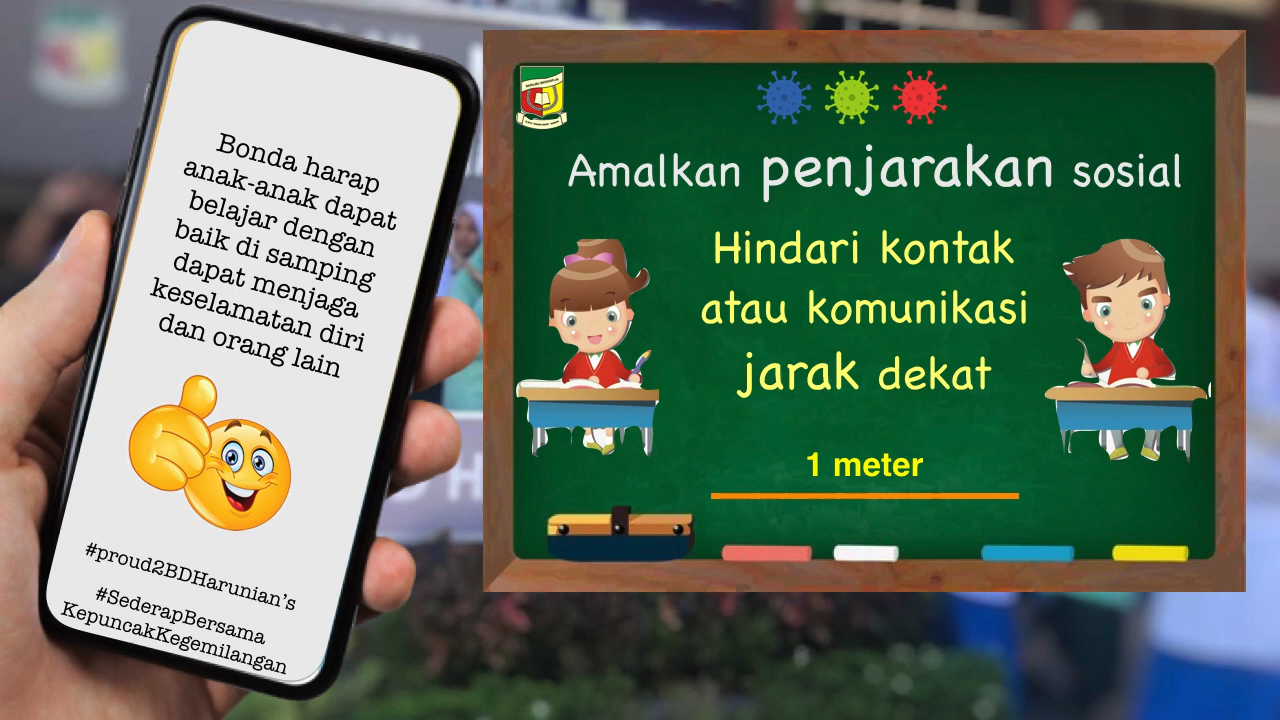 Bonda harap
anak-anak dapat
belajar dengan
baik di samping
dapat menjaga
keselamatan diri
dan orang lain
#proud2BDHarunian's
#SederapBersama
KepuncakKegemilangan
Amalkan penjarakan sosial
Hindari kontak
atau komunikasi
jarak dekat
1 meter